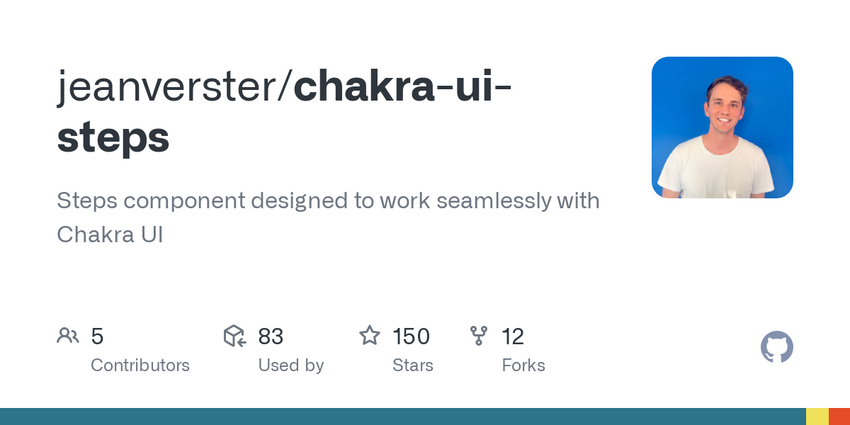 jeanverster/chakra-ui-
steps
Steps component designed to work seamlessly with
Chakra UI
5 83 150 12
Contributors Used by Stars Forks